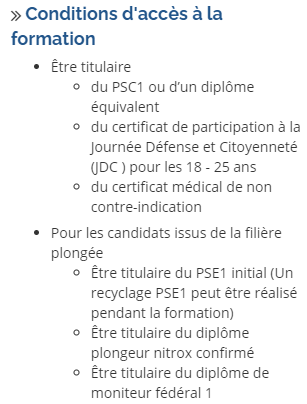 » Conditions d'accès à la
formation
• Être titulaire
◦ du PSC1 ou d'un diplôme
équivalent
◦ du certificat de participation à la
Journée Défense et Citoyenneté
(JDC ) pour les 18 - 25 ans
◦ du certificat médical de non
contre-indication
• Pour les candidats issus de la filière
plongée
◦ Être titulaire du PSE1 initial (Un
recyclage PSE1 peut être réalisé
pendant la formation)
◦ Être titulaire du diplôme
plongeur nitrox confirmé
◦ Être titulaire du diplôme de
moniteur fédéral 1